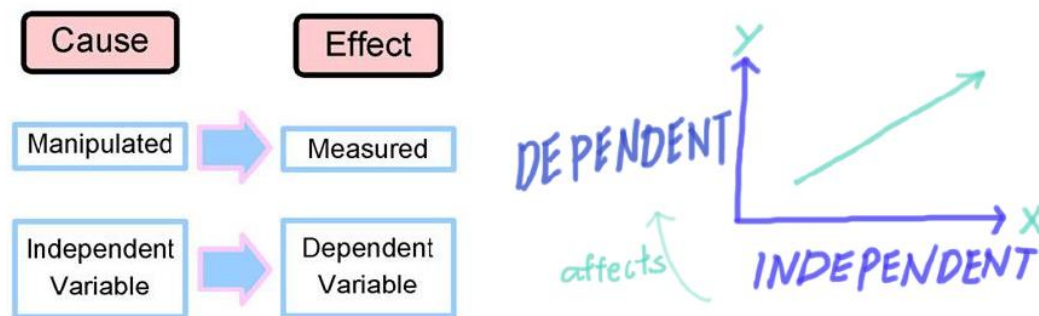 Cause
Effect
Manipulated
Measured
Independent
Variable
Dependent
Variable
Y
DEPENDENT
X
affects
INDEPENDENT